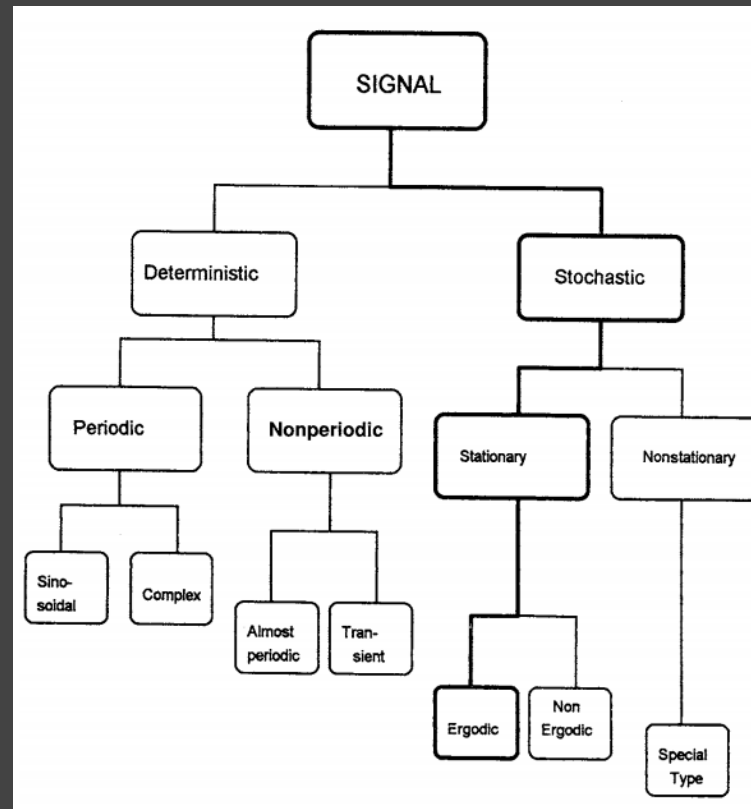 SIGNAL
Deterministic
Stochastic
Periodic
Nonperiodic
Stationary
Nonstationary
Sino-
soidal
Complex
Almost
periodic
Tran-
sient
Ergodic
Non
Ergodic
Special
Type